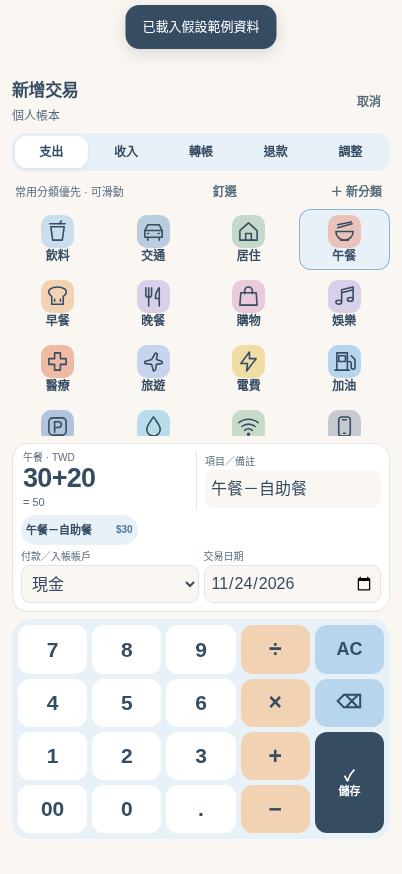 已載入假設範例資料
新增交易
個人帳本
取消
支出 收入 轉帳 退款 調整
常用分類優先 · 可滑動 釘選 ＋ 新分類
飲料 交通 居住 午餐
早餐 晚餐 購物 娛樂
醫療 旅遊 電費 加油
P
午餐 · TWD
30+20
= 50
項目／備註
午餐－自助餐
午餐－自助餐 $30
付款／入帳帳戶 交易日期
現金 11/24/2026
7 8 9 ÷ AC
4 5 6 × ⌫
1 2 3 +
✓
儲存
00 0 . −